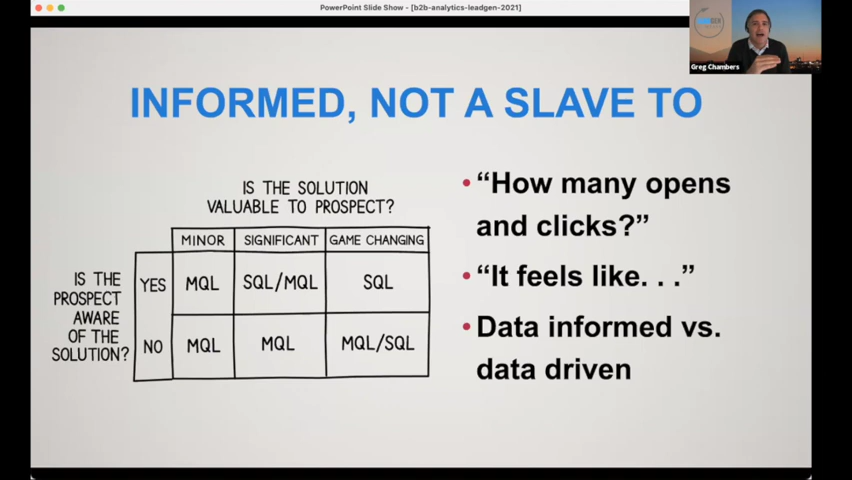 PowerPoint Slide Show - [b2b-analytics-leadgen-2021]
Greg Chambers
INFORMED, NOT A SLAVE TO
IS THE SOLUTION
VALUABLE TO PROSPECT?
MINOR SIGNIFICANT GAME CHANGING
IS THE
PROSPECT
AWARE
OF THE
SOLUTION?
YES MQL SQL/MQL SQL
NO MQL MQL MQL/SQL
• “How many opens
and clicks?”
• “It feels like. . .”
• Data informed vs.
data driven